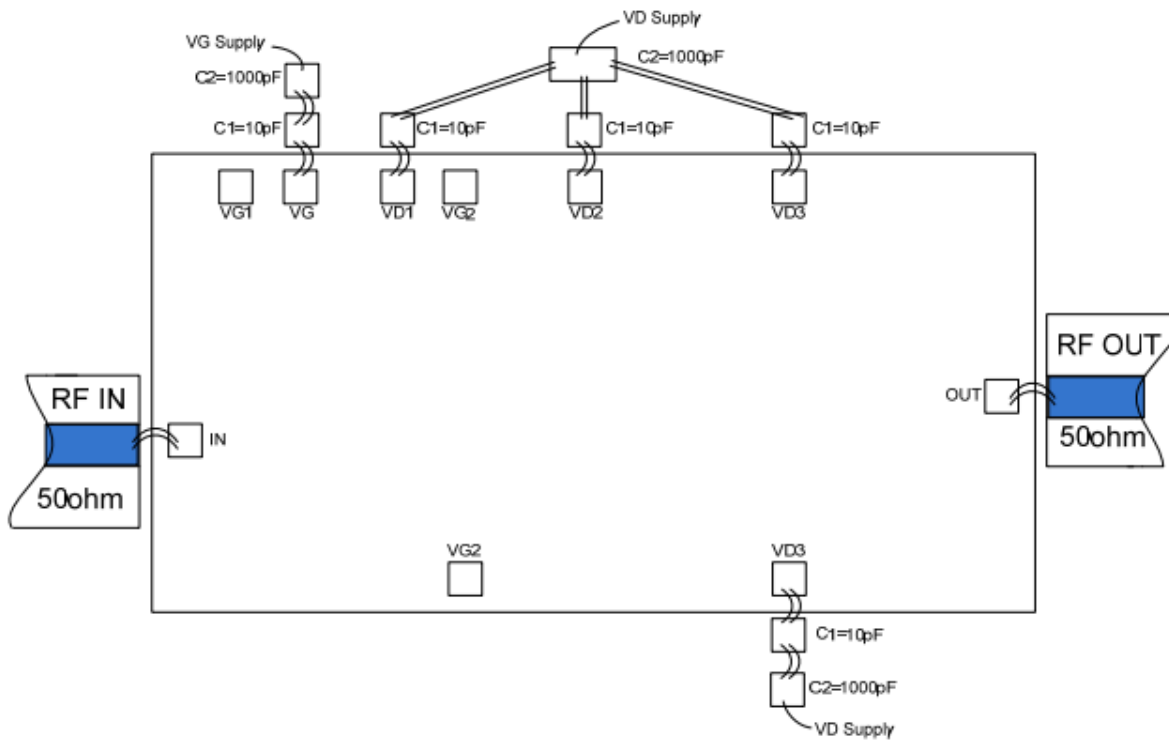 VD Supply
VG Supply
C2=1000pF
C2=1000pF
C1=10pF
C1=10pF
C1=10pF
C1=10pF
VG1
VG
VD1
VG2
VD2
VD3
RF OUT
OUT
50ohm
RF IN
IN
50ohm
VG2
VD3
C1=10pF
C2=1000pF
VD Supply